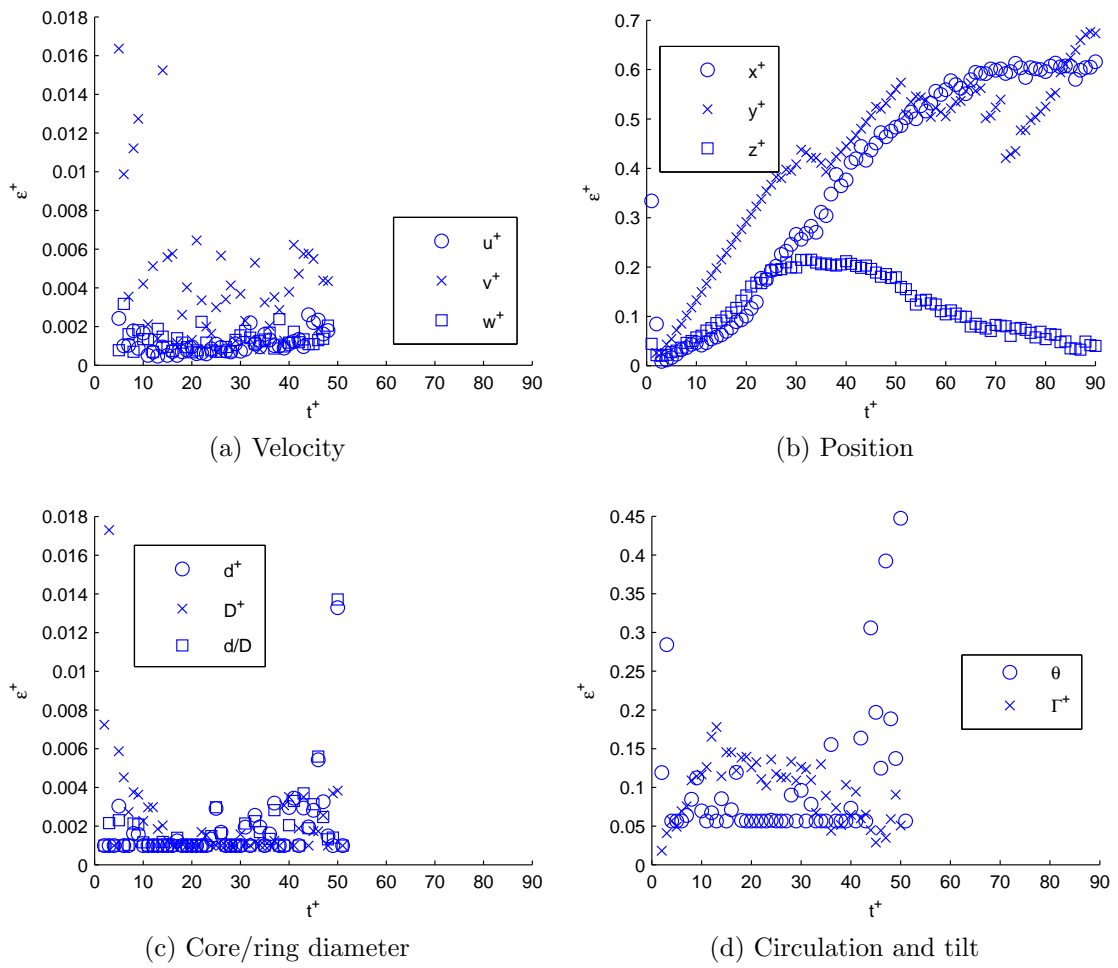 0.018
0.016
0.014
0.012
0.01
0.008
0.006
0.004
0.002
0
ε+
0 10 20 30 40 50 60 70 80 90
t+
u+
v+
w+
(a) Velocity
0.7
0.6
0.5
0.4
0.3
0.2
0.1
0
ε+
0 10 20 30 40 50 60 70 80 90
t+
x+
y+
z+
(b) Position
0.018
0.016
0.014
0.012
0.01
0.008
0.006
0.004
0.002
0
ε+
0 10 20 30 40 50 60 70 80 90
t+
d+
D+
d/D
(c) Core/ring diameter
0.45
0.4
0.35
0.3
0.25
0.2
0.15
0.1
0.05
0
ε+
0 10 20 30 40 50 60 70 80 90
t+
θ
Γ+
(d) Circulation and tilt